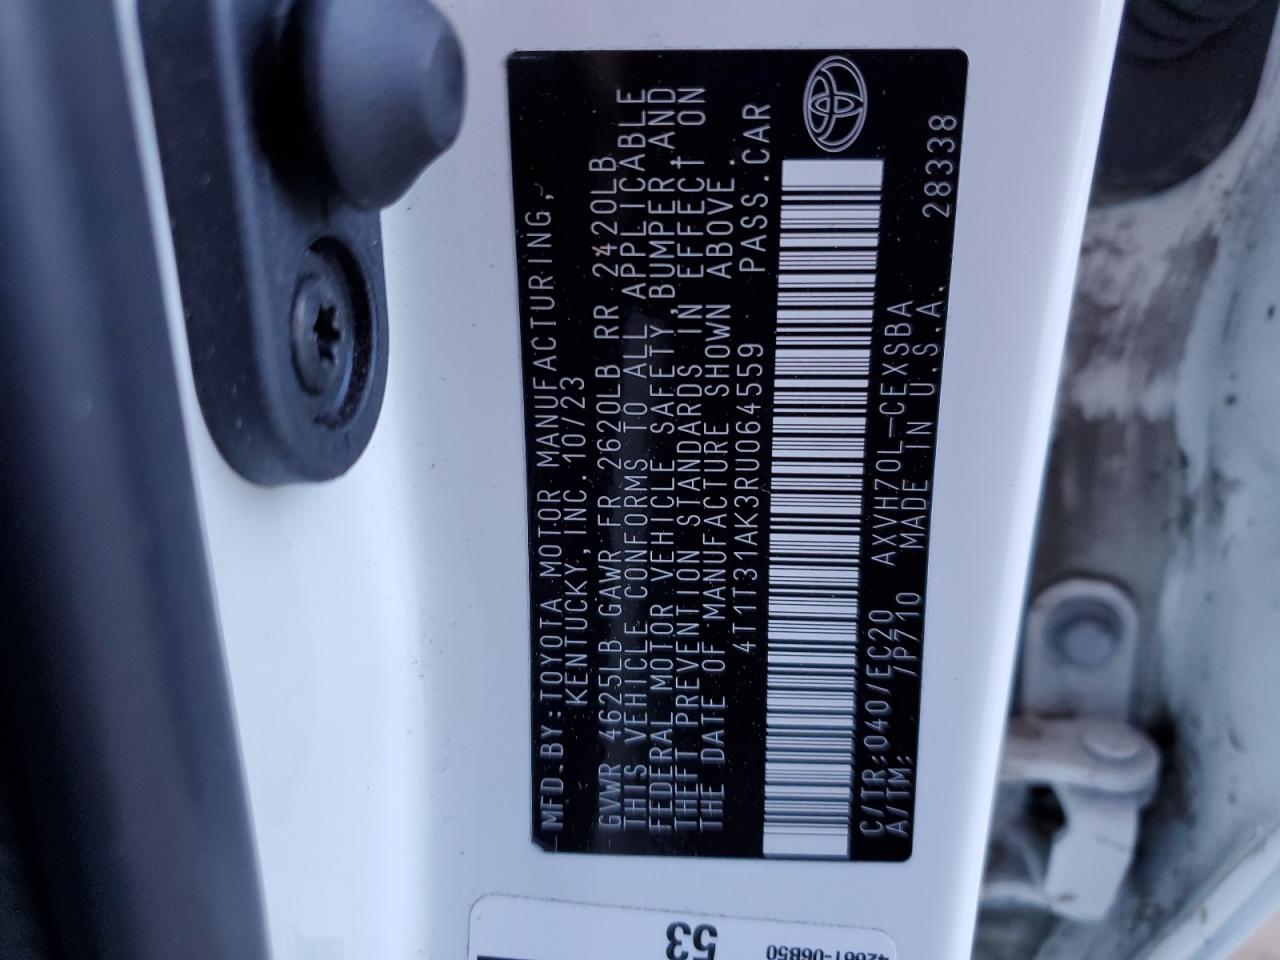 MFD.BY:TOYOTA MOTOR MANUFACTURING,
KENTUCKY,INC. 10/23
GVWR 4625LB GAWR FR 2620LB RR 2420LB
THIS VEHICLE CONFORMS TO ALL APPLICABLE
FEDERAL MOTOR VEHICLE SAFETY,BUMPER,AND
THEFT PREVENTION STANDARDS IN EFFECT ON
THE DATE OF MANUFACTURE SHOWN ABOVE.
4T1T31AK3RU064559 PASS.CAR
C/TR:040/EC20 AXVH70L-CEXSBA
A/TM: /P710 MADE IN U.S.A. 28338
53
42661-06B50